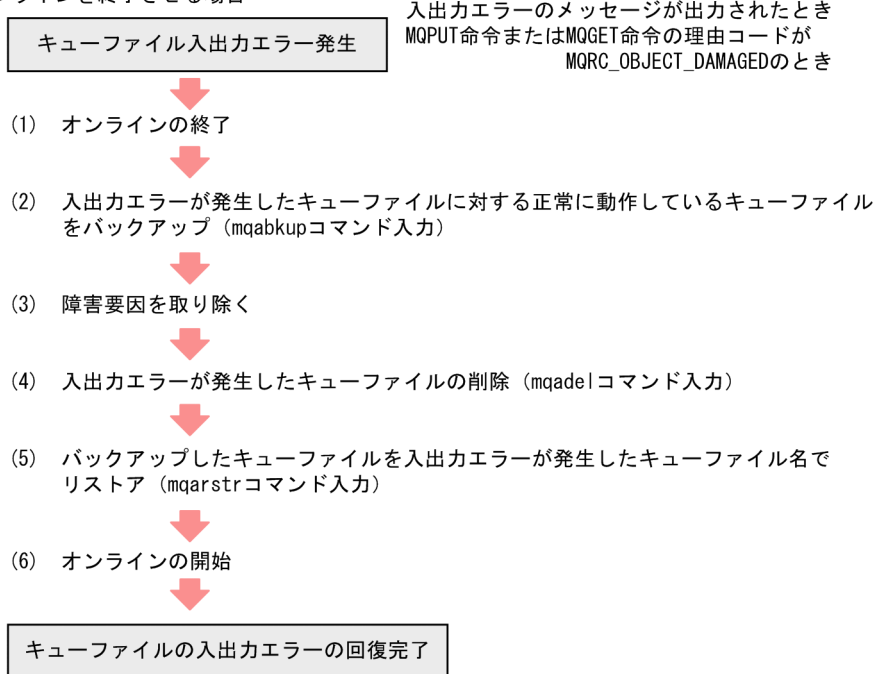 入出力エラーのメッセージが出力されたとき
キューファイル入出力エラー発生
MQPUT命令またはMQGET命令の理由コードが
MQRC_OBJECT_DAMAGEDのとき
(1) オンラインの終了
(2) 入出力エラーが発生したキューファイルに対する正常に動作しているキューファイル
をバックアップ（mqabkupコマンド入力）
(3) 障害要因を取り除く
(4) 入出力エラーが発生したキューファイルの削除（mqadelコマンド入力）
(5) バックアップしたキューファイルを入出力エラーが発生したキューファイル名で
リストア（mqarstrコマンド入力）
(6) オンラインの開始
キューファイルの入出力エラーの回復完了